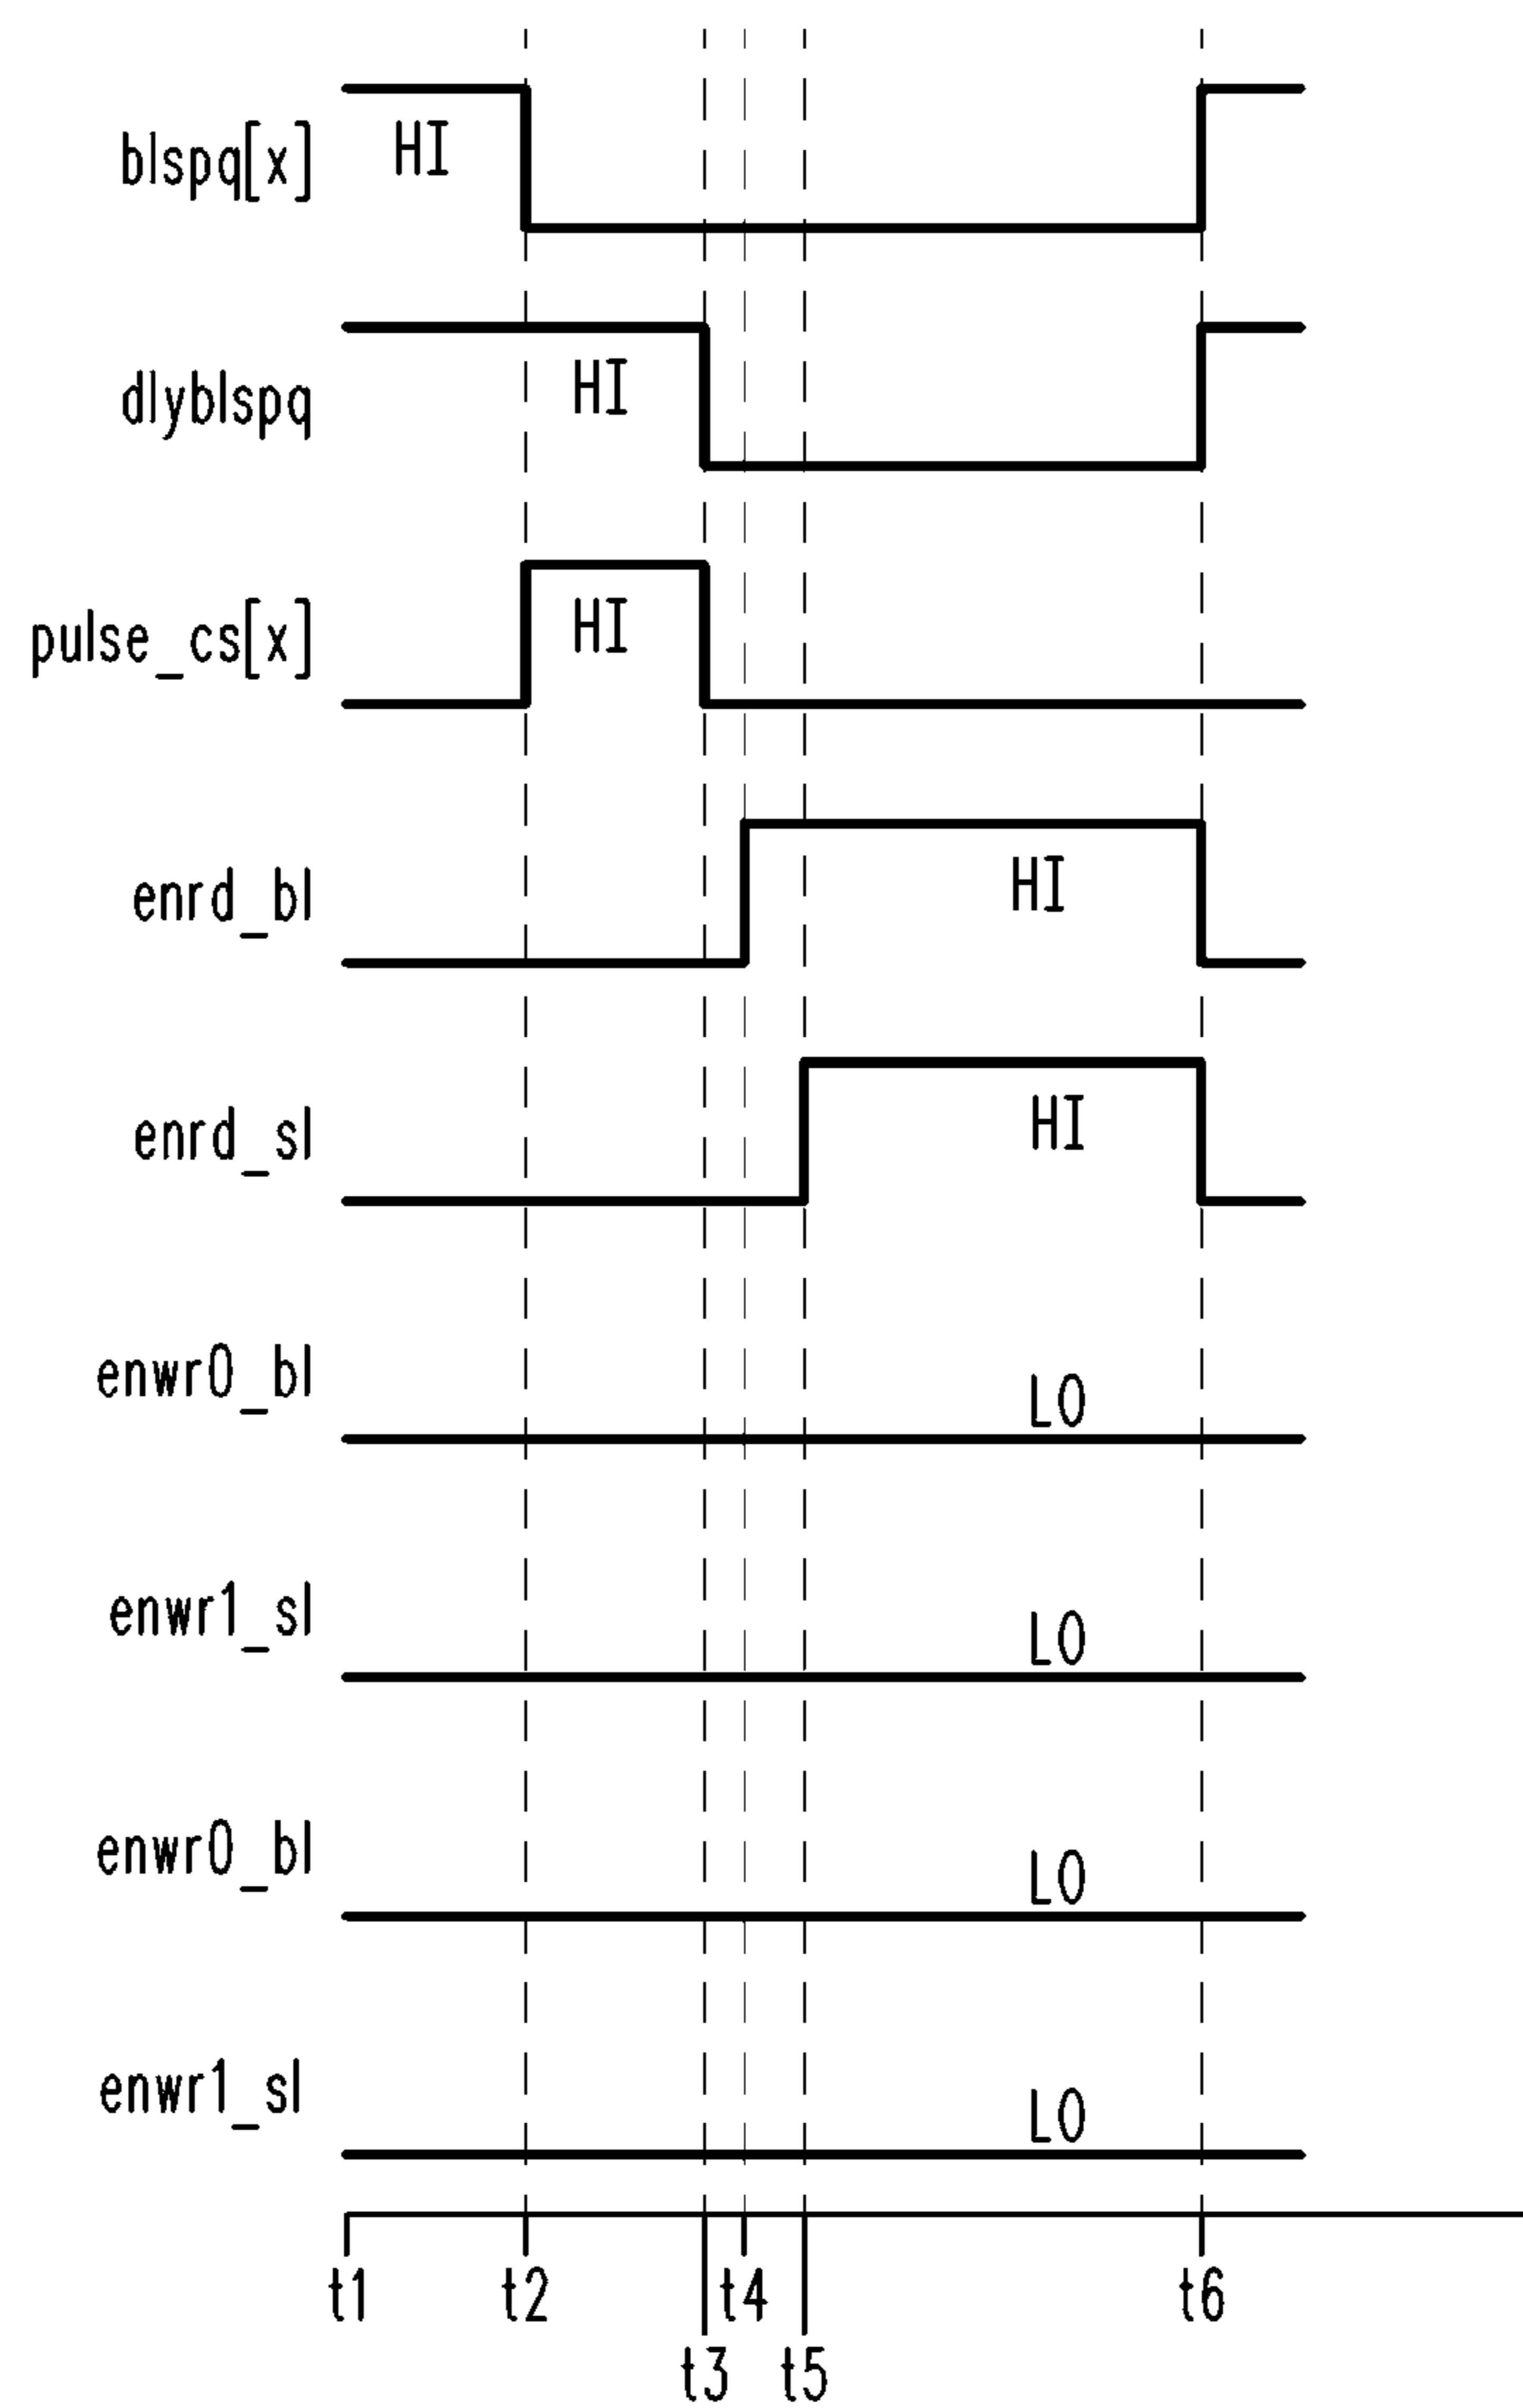 blspq[x]
HI
dlyblspq
HI
pulse_cs[x]
HI
enrd_bl
HI
enrd_sl
HI
enwr0_bl
LO
enwr1_sl
LO
enwr0_bl
LO
enwr1_sl
LO
t1 t2 t4 t6
t3 t5